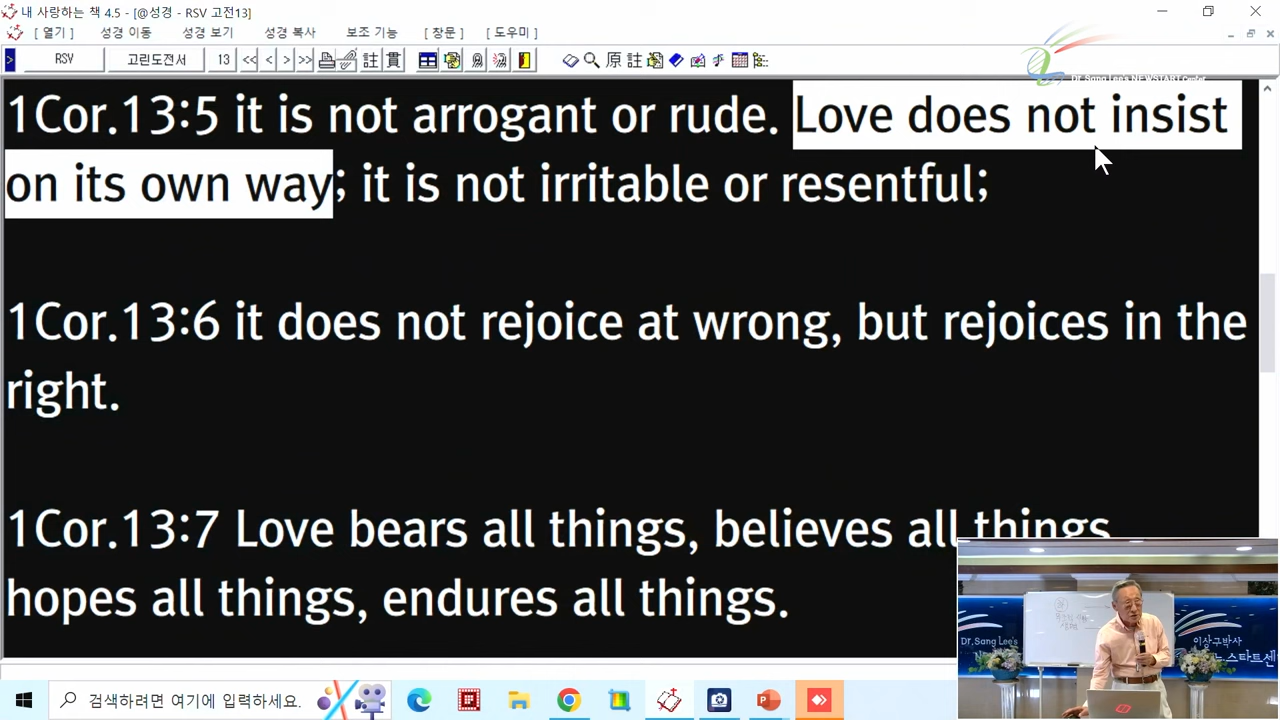 내 사랑하는 책 4.5 - [@성경 - RSV 고전13]
[ 열기 ] 성경 이동 성경 보기 성경 복사 보조 기능 [ 창문 ] [ 도우미 ]
> RSV 고린도전서 13 << < > >> 註 貫 原 註
Dr.Sang Lee's NEWSTART Center
1Cor.13:5 it is not arrogant or rude. Love does not insist
on its own way; it is not irritable or resentful;
1Cor.13:6 it does not rejoice at wrong, but rejoices in the
right.
1Cor.13:7 Love bears all things, believes all things
hopes all things, endures all things.
Dr.Sang Lee's
이상구박사
스타트센
검색하려면 여기에 입력하세요.